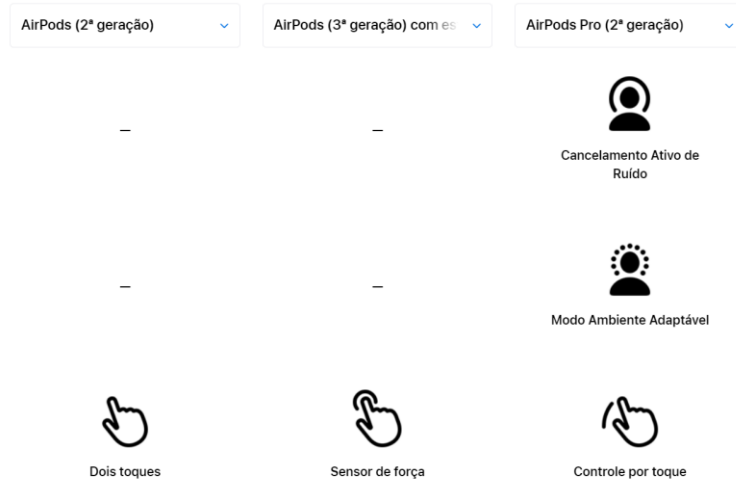 AirPods (2ª geração)
AirPods (3ª geração) com es
AirPods Pro (2ª geração)
—
—
Cancelamento Ativo de
Ruído
—
—
Modo Ambiente Adaptável
Dois toques
Sensor de força
Controle por toque